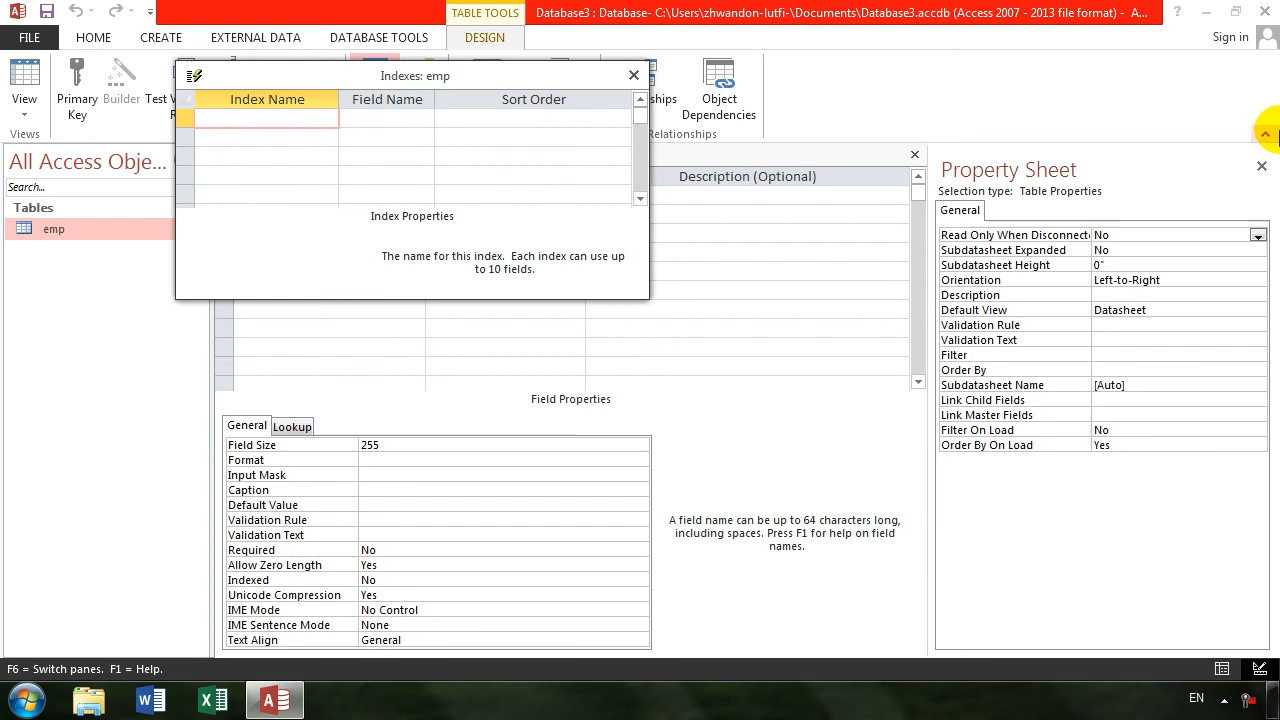 TABLE TOOLS
Database3 : Database- C:\Users\zhwandon-lutfi-\Documents\Database3.accdb (Access 2007 - 2013 file format) - A...
?
FILE
HOME
CREATE
EXTERNAL DATA
DATABASE TOOLS
DESIGN
Sign in
View
Primary
Key
Builder
Test
Object
Dependencies
Views
Relationships
Indexes: emp
Index Name
Field Name
Sort Order
Index Properties
The name for this index. Each index can use up
to 10 fields.
All Access Obje...
Search...
Tables
emp
Description (Optional)
Field Properties
General
Lookup
Field Size 255
Format
Input Mask
Caption
Default Value
Validation Rule
Validation Text
Required No
Allow Zero Length Yes
Indexed No
Unicode Compression Yes
IME Mode No Control
IME Sentence Mode None
Text Align General
A field name can be up to 64 characters long,
including spaces. Press F1 for help on field
names.
Property Sheet
Selection type: Table Properties
General
Read Only When Disconnect No
Subdatasheet Expanded No
Subdatasheet Height 0"
Orientation Left-to-Right
Description
Default View Datasheet
Validation Rule
Validation Text
Filter
Order By
Subdatasheet Name [Auto]
Link Child Fields
Link Master Fields
Filter On Load No
Order By On Load Yes
F6 = Switch panes. F1 = Help.
EN